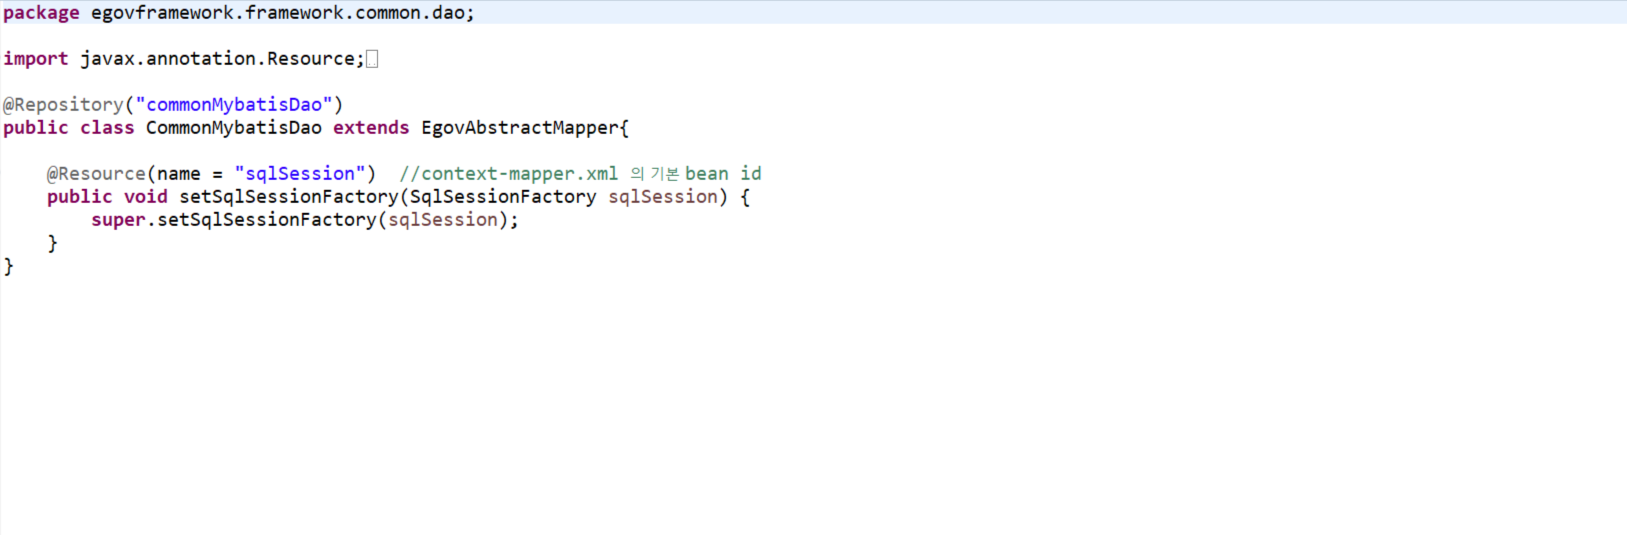 package egovframework.framework.common.dao;
import javax.annotation.Resource;
@Repository("commonMybatisDao")
public class CommonMybatisDao extends EgovAbstractMapper{
@Resource(name = "sqlSession")  //context-mapper.xml 의 기본 bean id
public void setSqlSessionFactory(SqlSessionFactory sqlSession) {
super.setSqlSessionFactory(sqlSession);
}
}